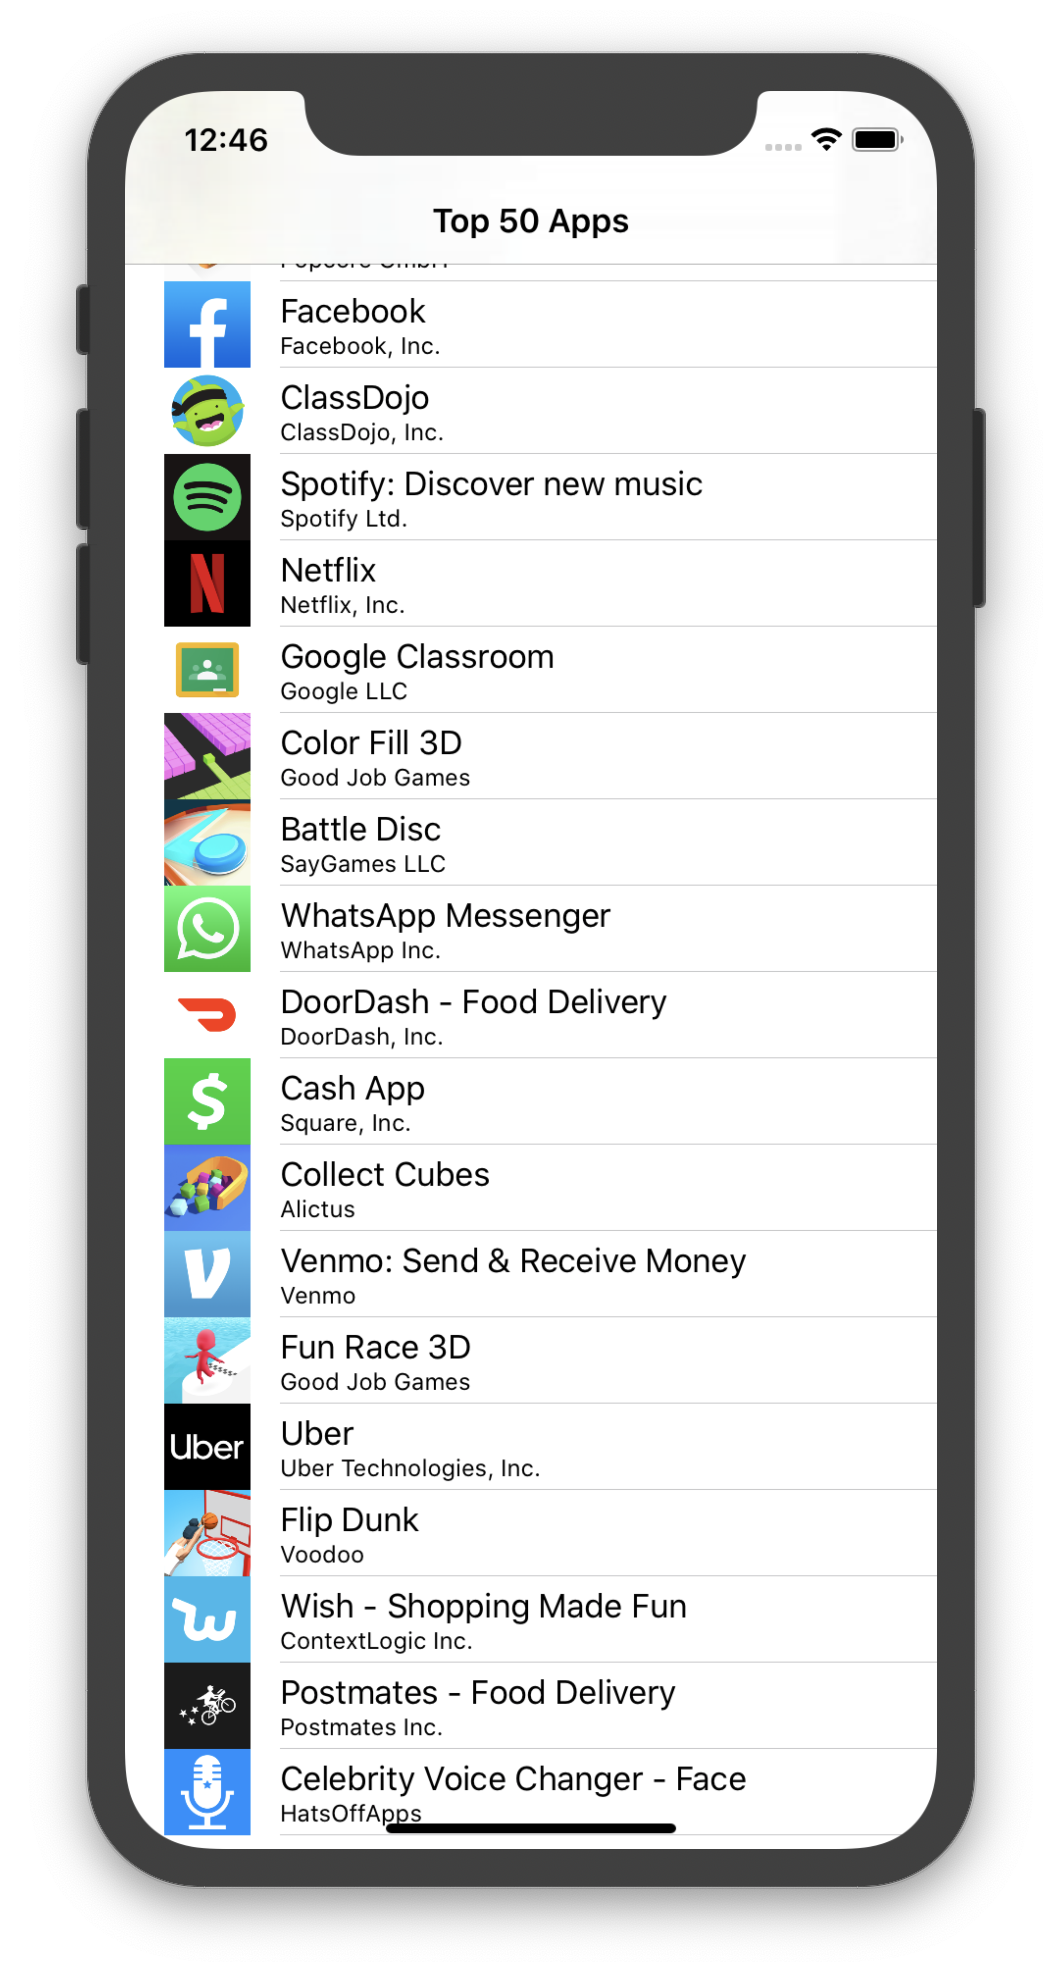 12:46
Top 50 Apps
Facebook
Facebook, Inc.
ClassDojo
ClassDojo, Inc.
Spotify: Discover new music
Spotify Ltd.
Netflix
Netflix, Inc.
Google Classroom
Google LLC
Color Fill 3D
Good Job Games
Battle Disc
SayGames LLC
WhatsApp Messenger
WhatsApp Inc.
DoorDash - Food Delivery
DoorDash, Inc.
Cash App
Square, Inc.
Collect Cubes
Alictus
Venmo: Send & Receive Money
Venmo
Fun Race 3D
Good Job Games
Uber
Uber
Uber Technologies, Inc.
Flip Dunk
Voodoo
Wish - Shopping Made Fun
ContextLogic Inc.
Postmates - Food Delivery
Postmates Inc.
Celebrity Voice Changer - Face
HatsOffApps